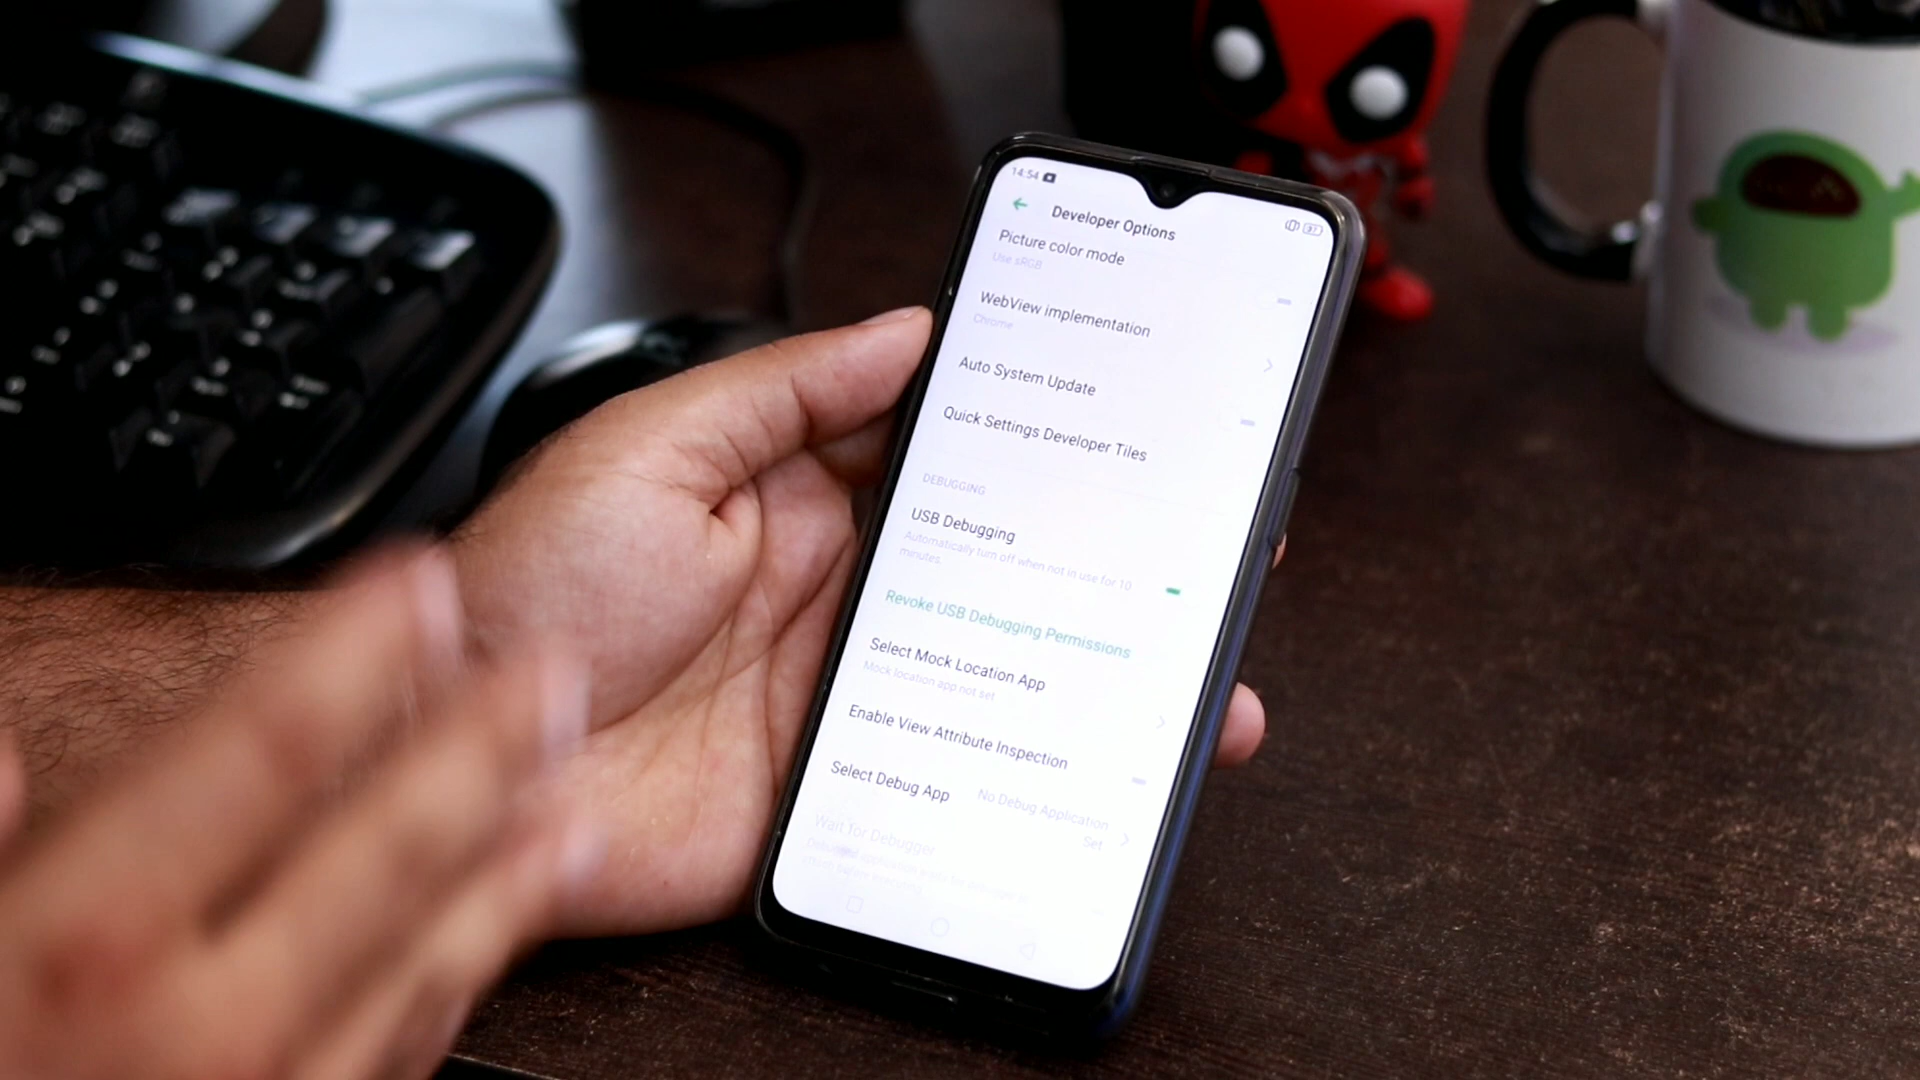 14:54
Developer Options
Picture color mode
Use sRGB
WebView implementation
Chrome
Auto System Update
Quick Settings Developer Tiles
DEBUGGING
USB Debugging
Automatically turn off when not in use for 10
minutes.
Revoke USB Debugging Permissions
Select Mock Location App
Mock location app not set
Enable View Attribute Inspection
Select Debug App
No Debug Application
Set
Wait for Debugger